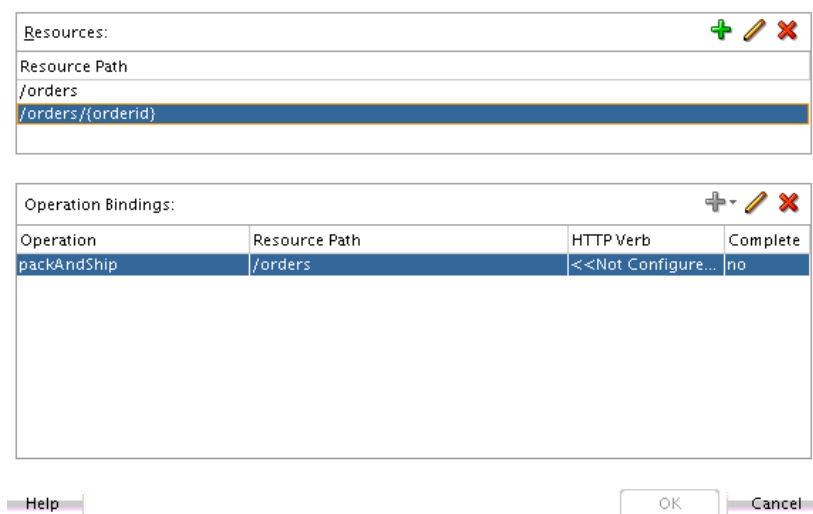 Resources:
Resource Path
/orders
/orders/{orderid}
Operation Bindings:
Operation Resource Path HTTP Verb Complete
packAndShip /orders <<Not Configure... no
Help OK Cancel